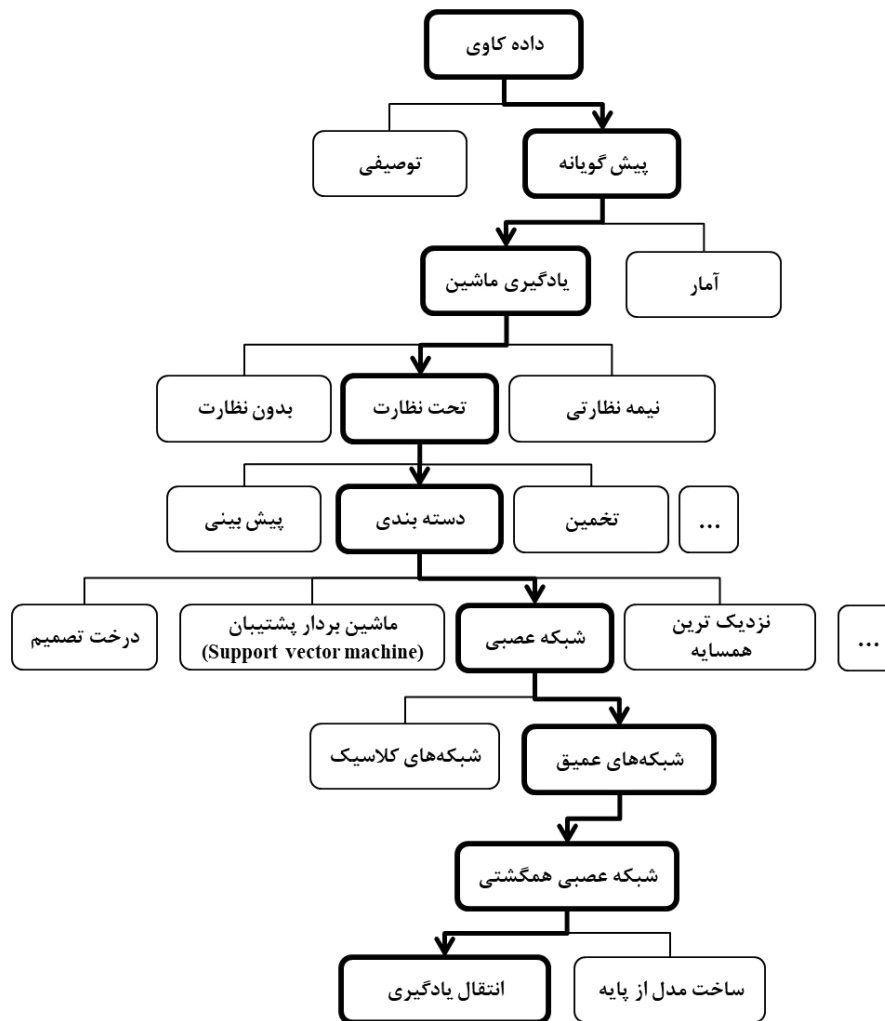 داده کاوی
پیش گویانه
توصیفی
آمار
یادگیری ماشین
نیمه نظارتی
تحت نظارت
بدون نظارت
...
تخمین
دسته بندی
پیش بینی
...
نزدیک ترین
همسایه
شبکه عصبی
ماشین بردار پشتیبان
(Support vector machine)
درخت تصمیم
شبکه‌های عمیق
شبکه‌های کلاسیک
شبکه عصبی همگشتی
ساخت مدل از پایه
انتقال یادگیری